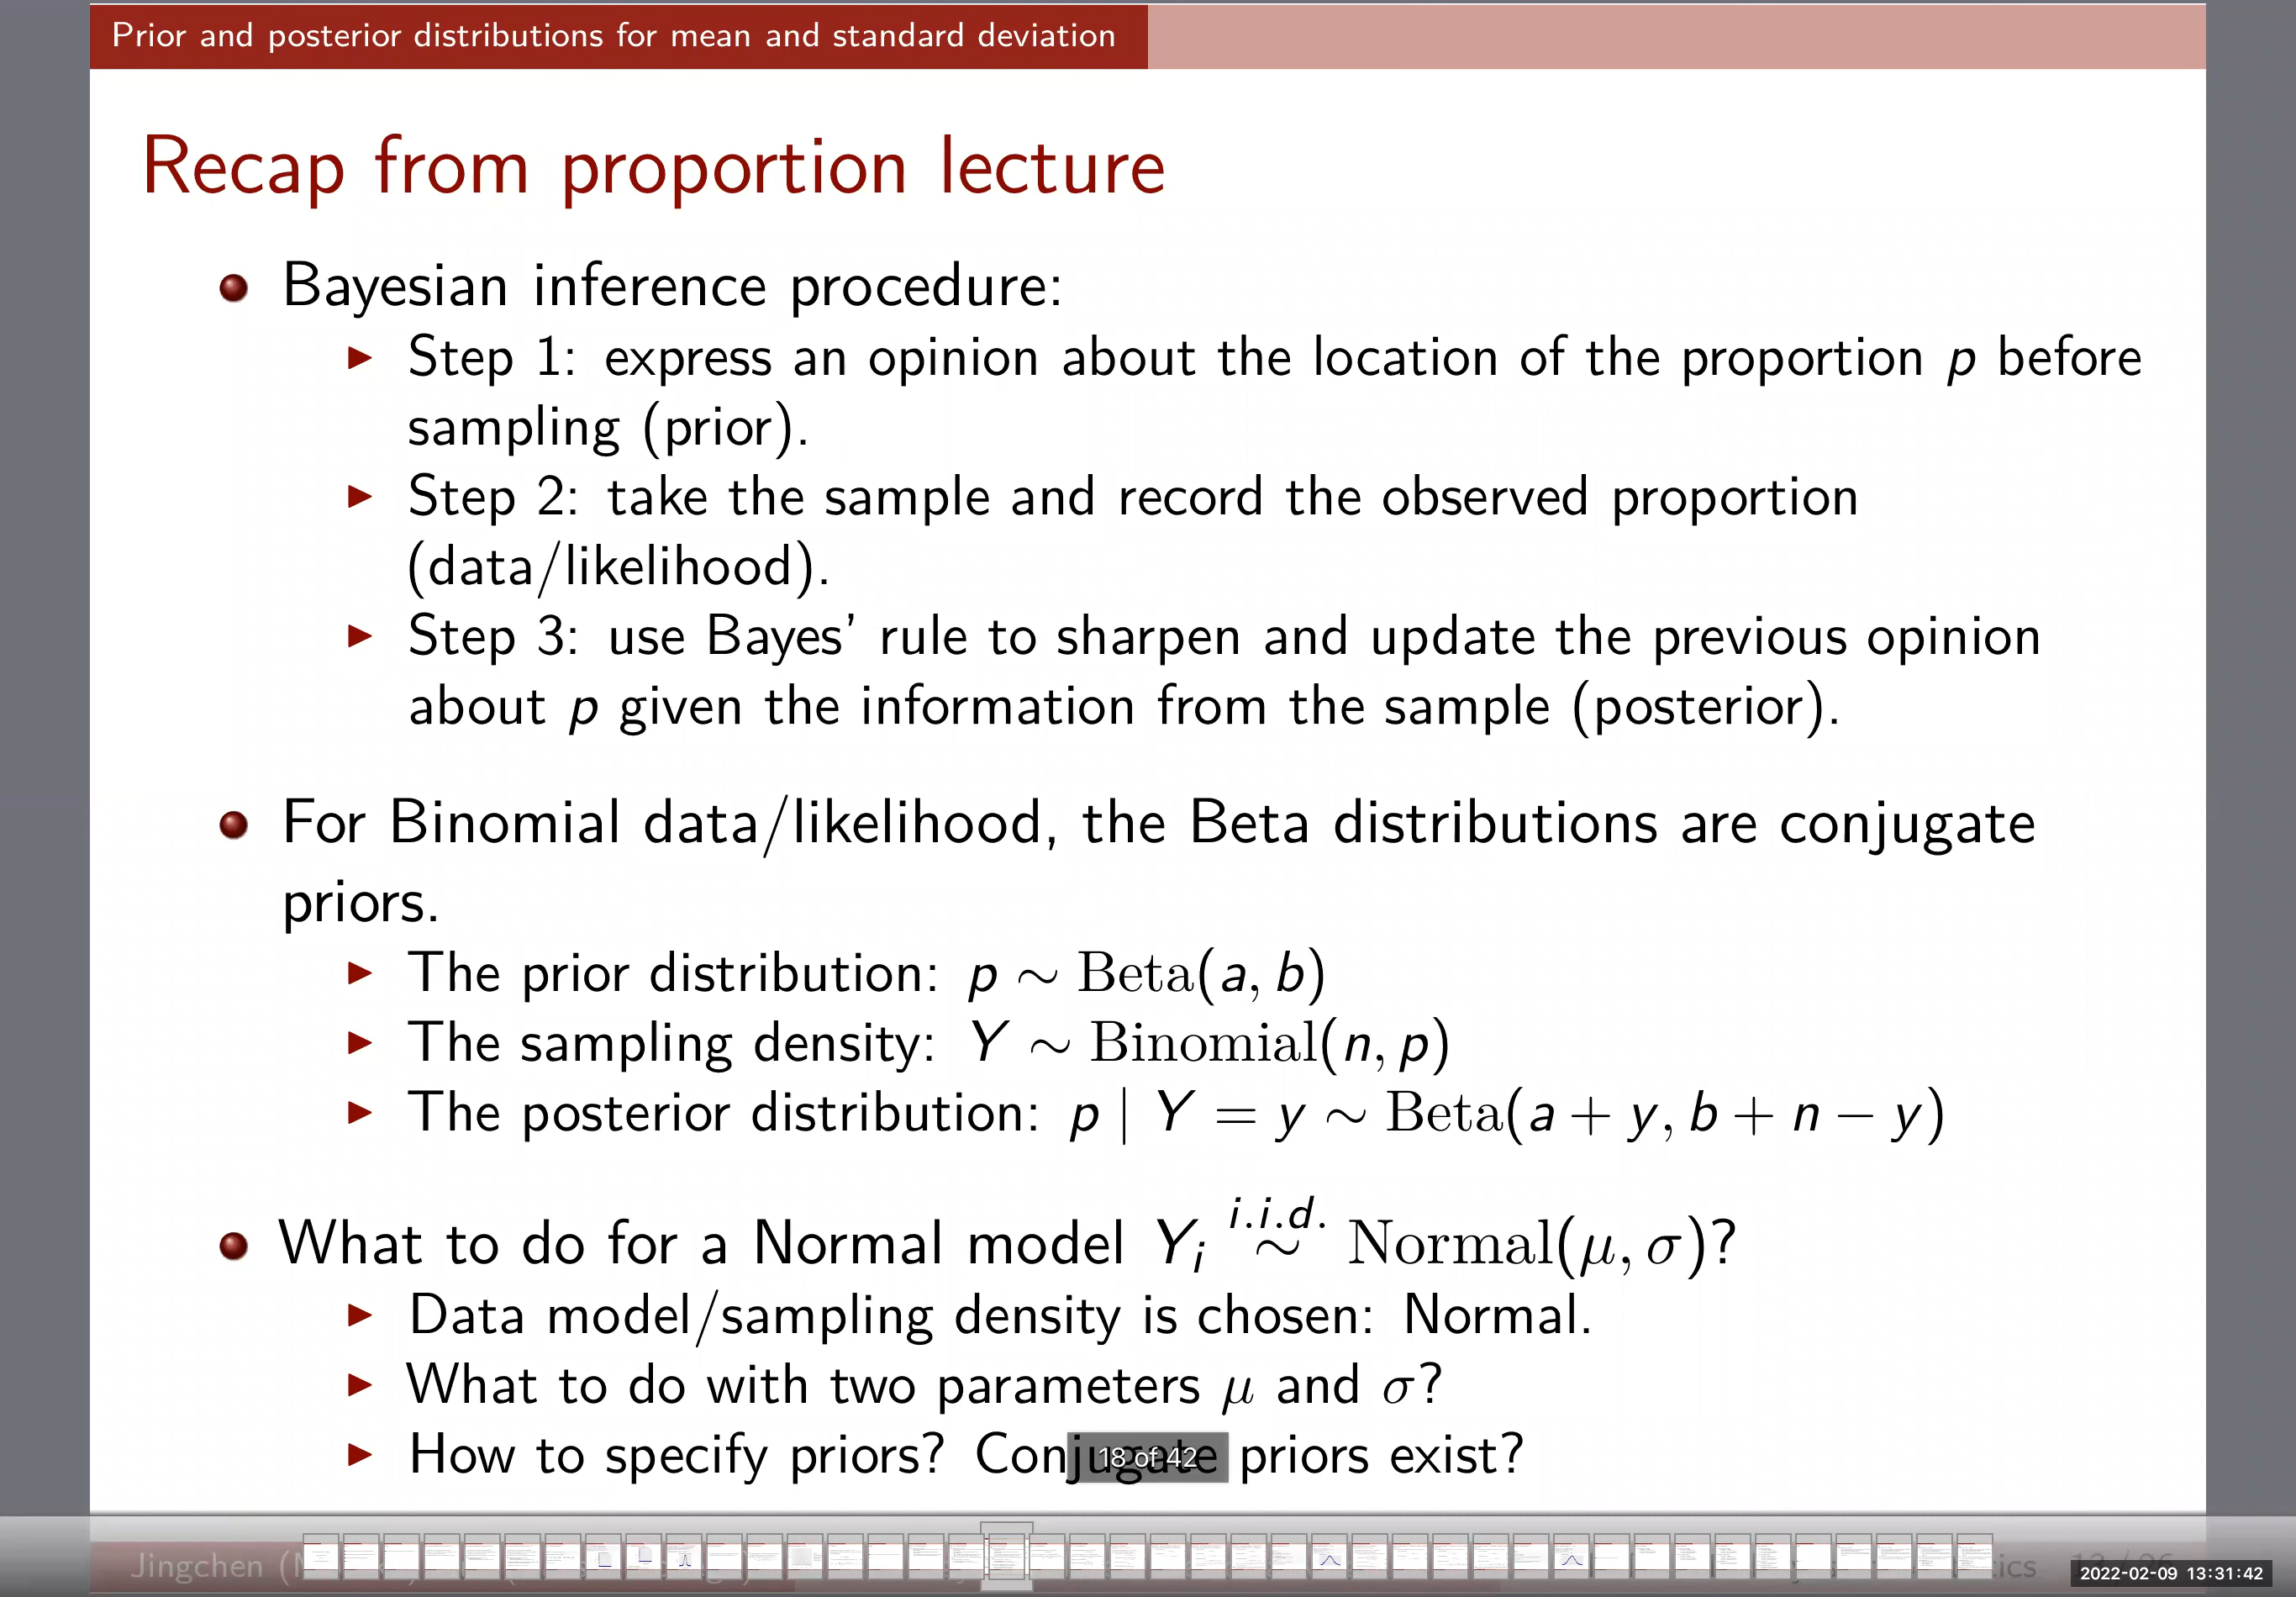 Prior and posterior distributions for mean and standard deviation
Recap from proportion lecture
Bayesian inference procedure:
Step 1: express an opinion about the location of the proportion p before
sampling (prior).
Step 2: take the sample and record the observed proportion
(data/likelihood).
Step 3: use Bayes' rule to sharpen and update the previous opinion
about p given the information from the sample (posterior).
For Binomial data/likelihood, the Beta distributions are conjugate
priors.
The prior distribution: p ∼ Beta(a, b)
The sampling density: Y ∼ Binomial(n, p)
The posterior distribution: p | Y = y ∼ Beta(a + y, b + n − y)
What to do for a Normal model Yᵢ i.i.d. ∼ Normal(μ, σ)?
Data model/sampling density is chosen: Normal.
What to do with two parameters μ and σ?
How to specify priors? Conjugate priors exist?
18 of 42
Jingchen
2022-02-09 13:31:42